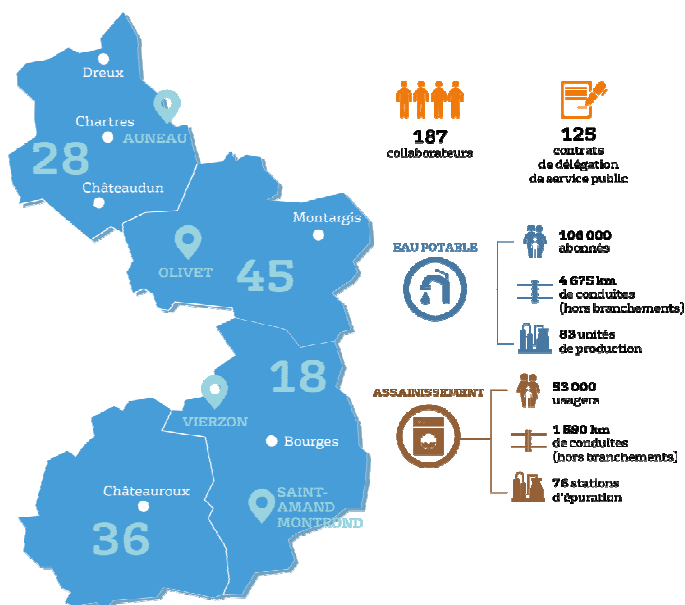 Dreux
Chartres
AUNEAU
28
Châteaudun
Montargis
OLIVET
45
18
VIERZON
Bourges
Châteauroux
SAINT-
AMAND
MONTROND
36
187
collaborateurs
125
contrats
de délégation
de service public
EAU POTABLE
106 000
abonnés
4 675 km
de conduites
(hors branchements)
83 unités
de production
ASSAINISSEMENT
53 000
usagers
1 590 km
de conduites
(hors branchements)
76 stations
d'épuration